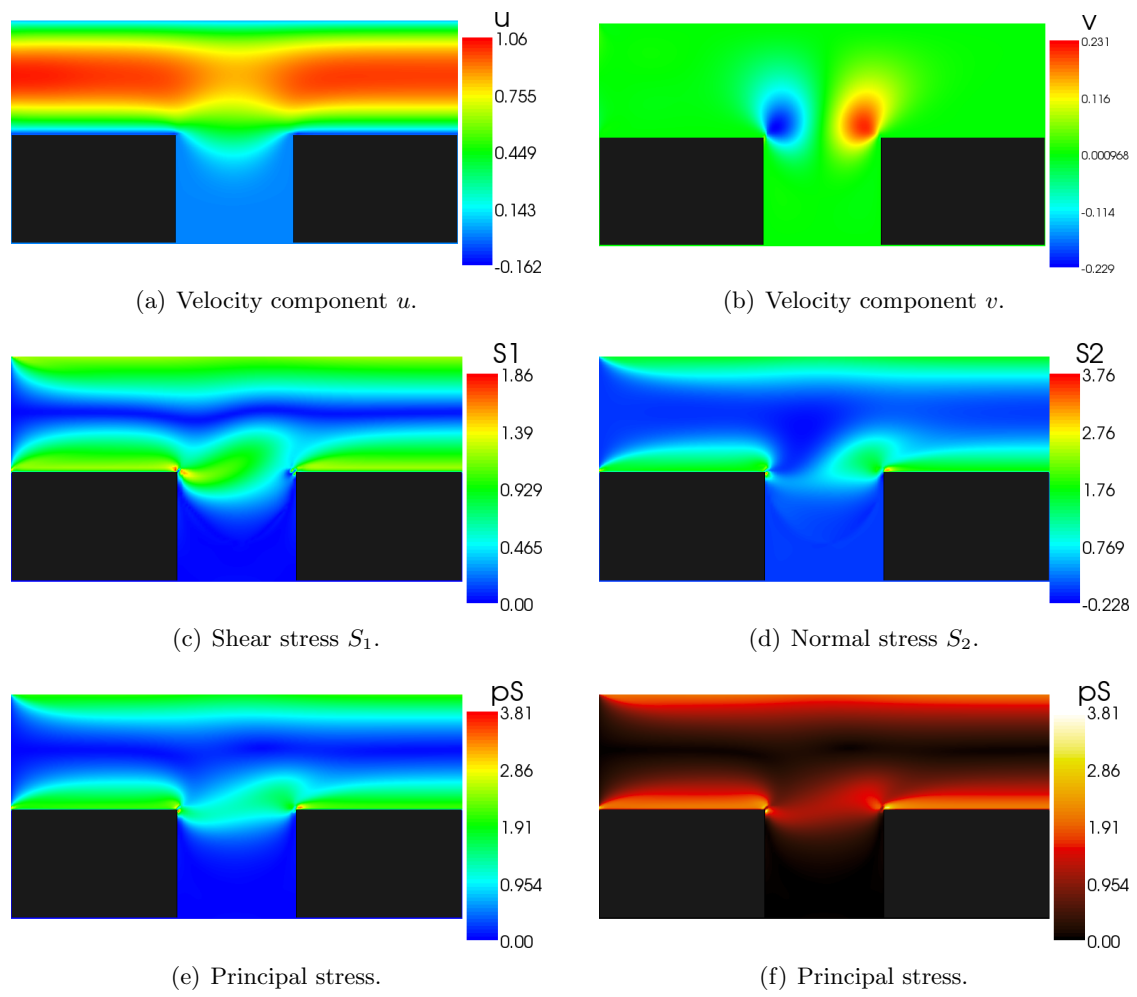 u
1.06
0.755
0.449
0.143
-0.162
(a) Velocity component u.
v
0.231
0.116
0.000968
-0.114
-0.229
(b) Velocity component v.
S1
1.86
1.39
0.929
0.465
0.00
(c) Shear stress S₁.
S2
3.76
2.76
1.76
0.769
-0.228
(d) Normal stress S₂.
pS
3.81
2.86
1.91
0.954
0.00
(e) Principal stress.
pS
3.81
2.86
1.91
0.954
0.00
(f) Principal stress.